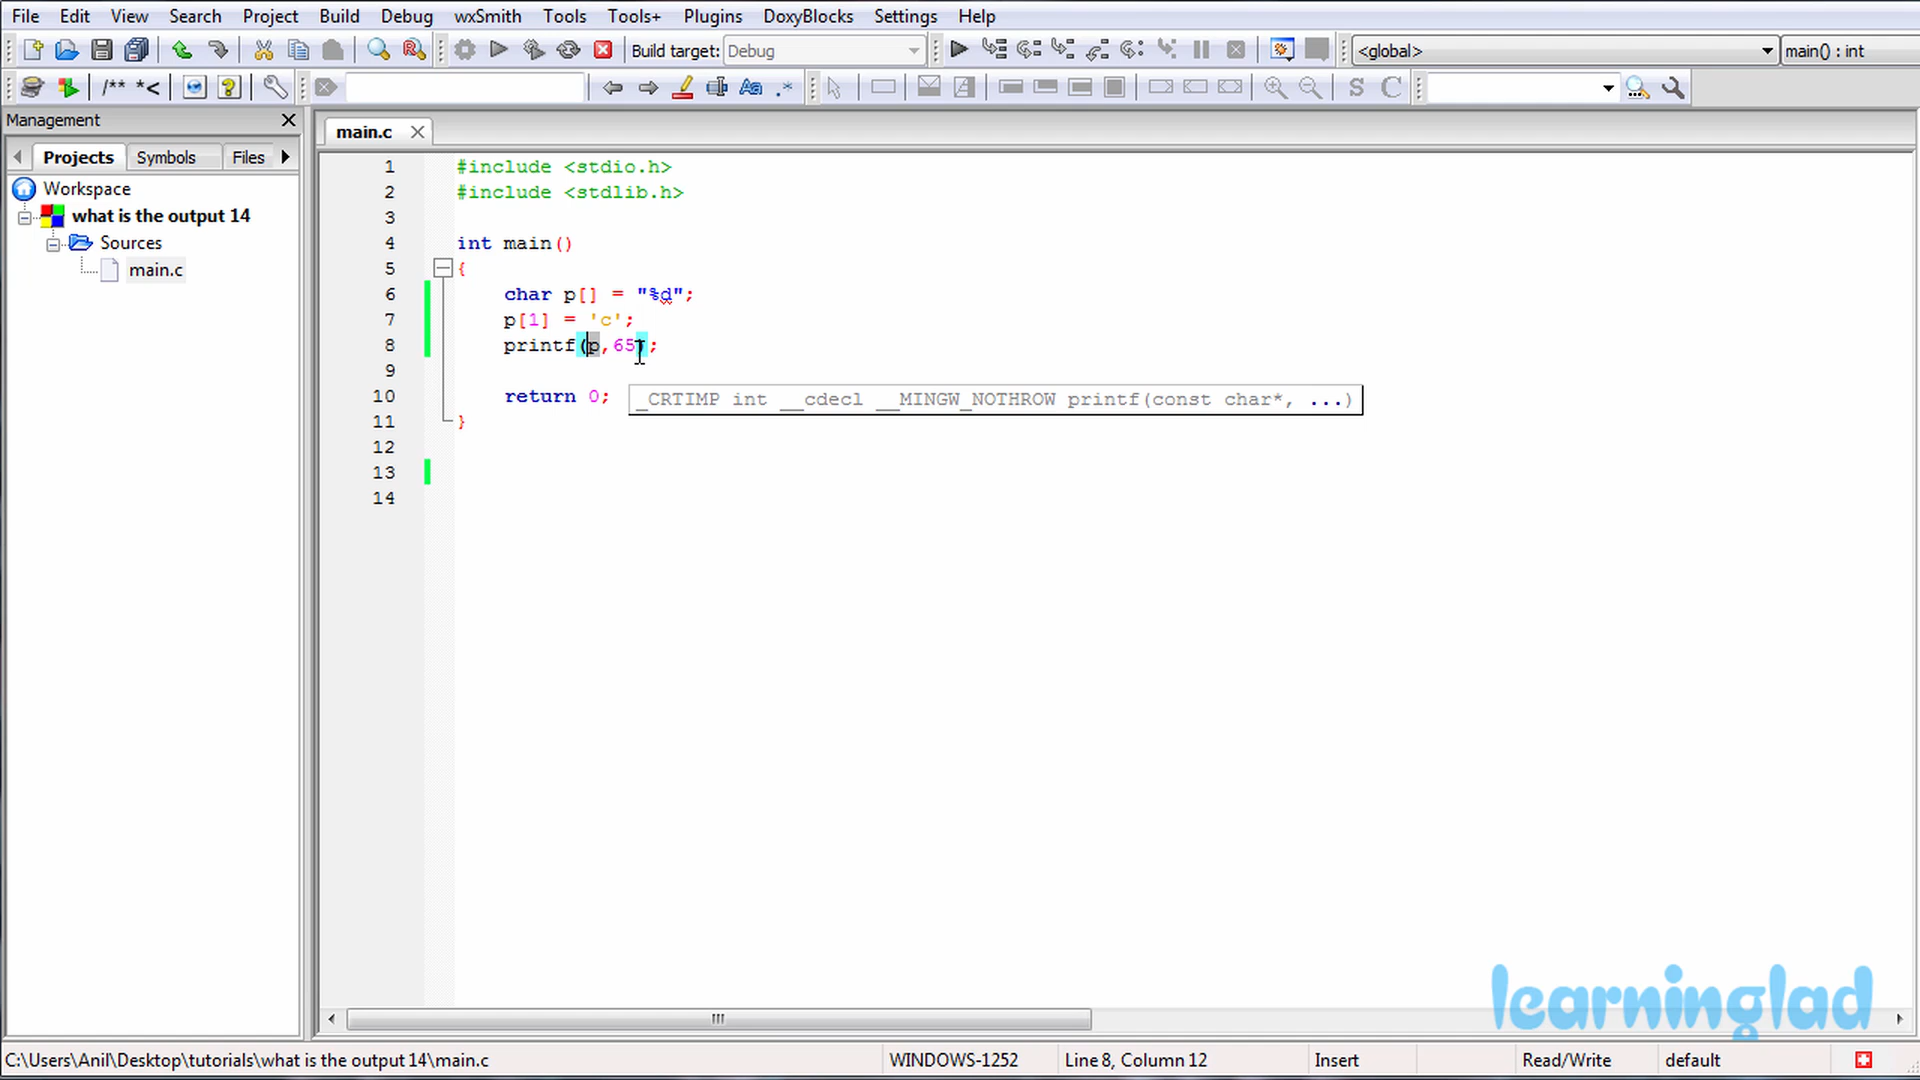 File Edit View Search Project Build Debug wxSmith Tools Tools+ Plugins DoxyBlocks Settings Help
Build target: Debug <global> main() : int
/** *< Aa .* S C
Management
main.c
Projects Symbols Files
Workspace
what is the output 14
Sources
main.c
1 #include <stdio.h>
2 #include <stdlib.h>
3
4 int main()
5 {
6 char p[] = "%d";
7 p[1] = 'c';
8 printf(p,65);
9
10 return 0;
_CRTIMP int __cdecl __MINGW_NOTHROW printf(const char*, ...)
11 }
12
13
14
learninglad
C:\Users\Anil\Desktop\tutorials\what is the output 14\main.c WINDOWS-1252 Line 8, Column 12 Insert Read/Write default